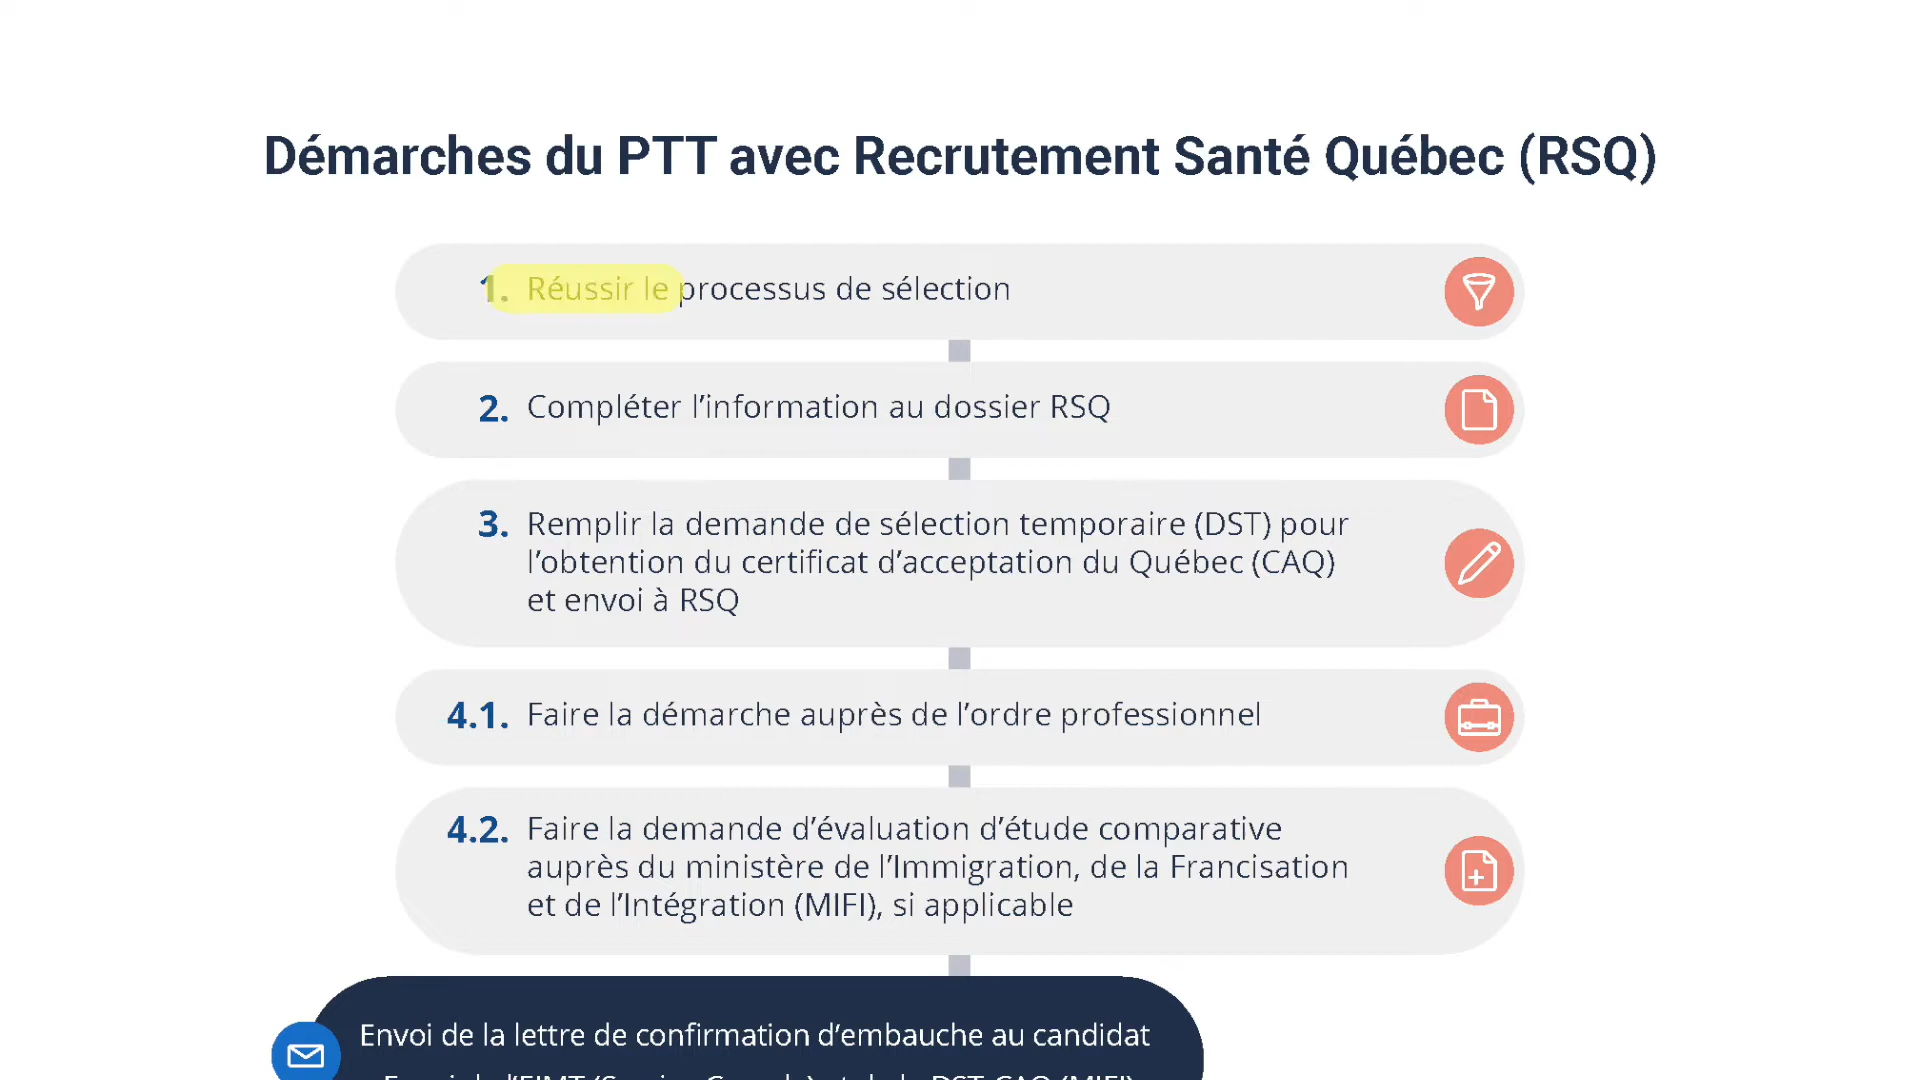 Démarches du PTT avec Recrutement Santé Québec (RSQ)
1. Réussir le processus de sélection
2. Compléter l’information au dossier RSQ
3. Remplir la demande de sélection temporaire (DST) pour
l’obtention du certificat d’acceptation du Québec (CAQ)
et envoi à RSQ
4.1. Faire la démarche auprès de l’ordre professionnel
4.2. Faire la demande d’évaluation d’étude comparative
auprès du ministère de l’Immigration, de la Francisation
et de l’Intégration (MIFI), si applicable
Envoi de la lettre de confirmation d’embauche au candidat